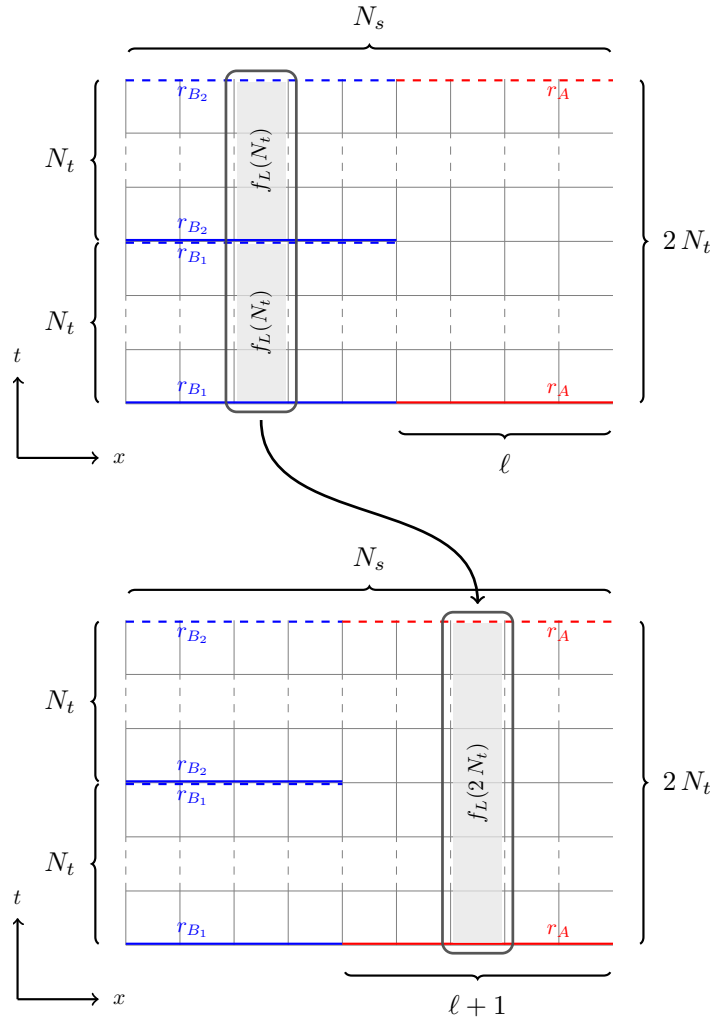 N_s
r_{B_2} r_A
f_L(N_t)
N_t
r_{B_2}
r_{B_1}
2 N_t
f_L(N_t)
N_t
t
r_{B_1} r_A
x
ℓ
N_s
r_{B_2} r_A
N_t
r_{B_2}
r_{B_1}
f_L(2 N_t)
2 N_t
N_t
t
r_{B_1} r_A
x
ℓ + 1